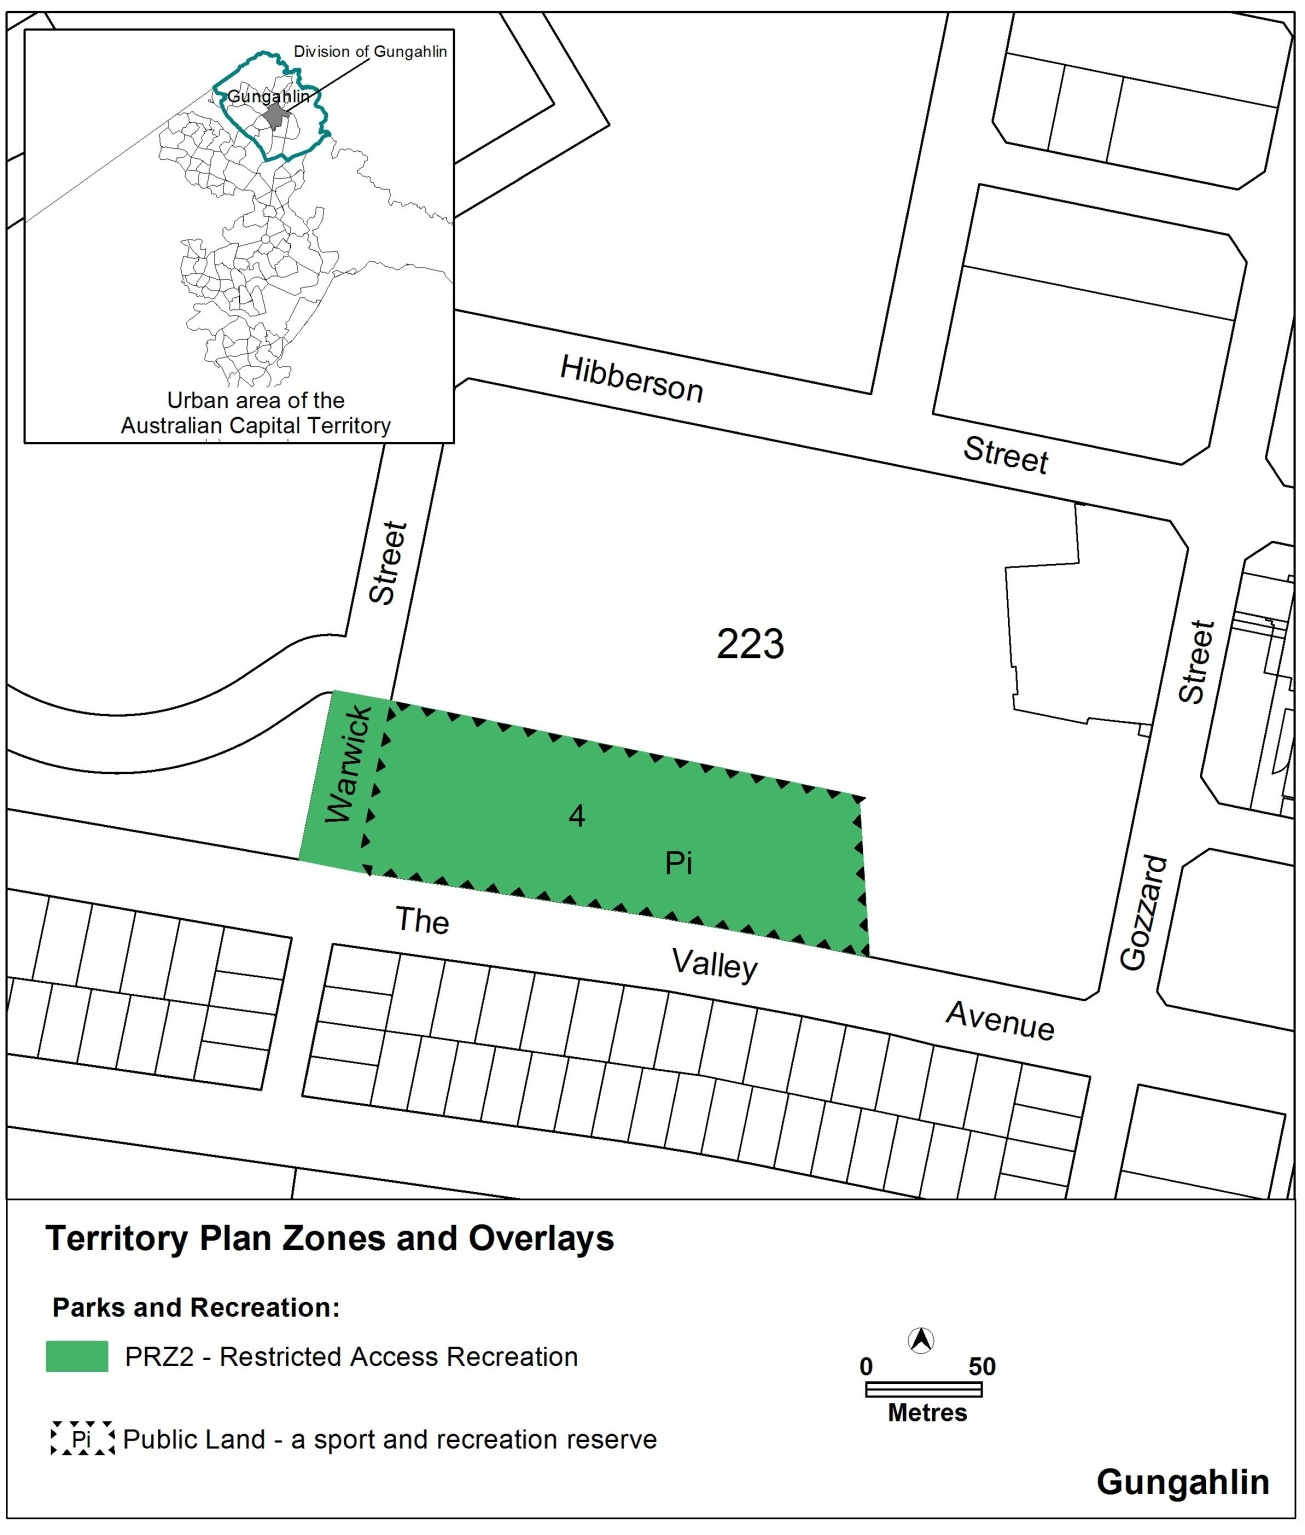 Division of Gungahlin
Gungahlin
Urban area of the
Australian Capital Territory
Hibberson
Street
Street
223
Street
Warwick
4
Pi
The
Valley
Avenue
Gozzard
Territory Plan Zones and Overlays
Parks and Recreation:
PRZ2 - Restricted Access Recreation
0 50
Metres
Pi Public Land - a sport and recreation reserve
Gungahlin